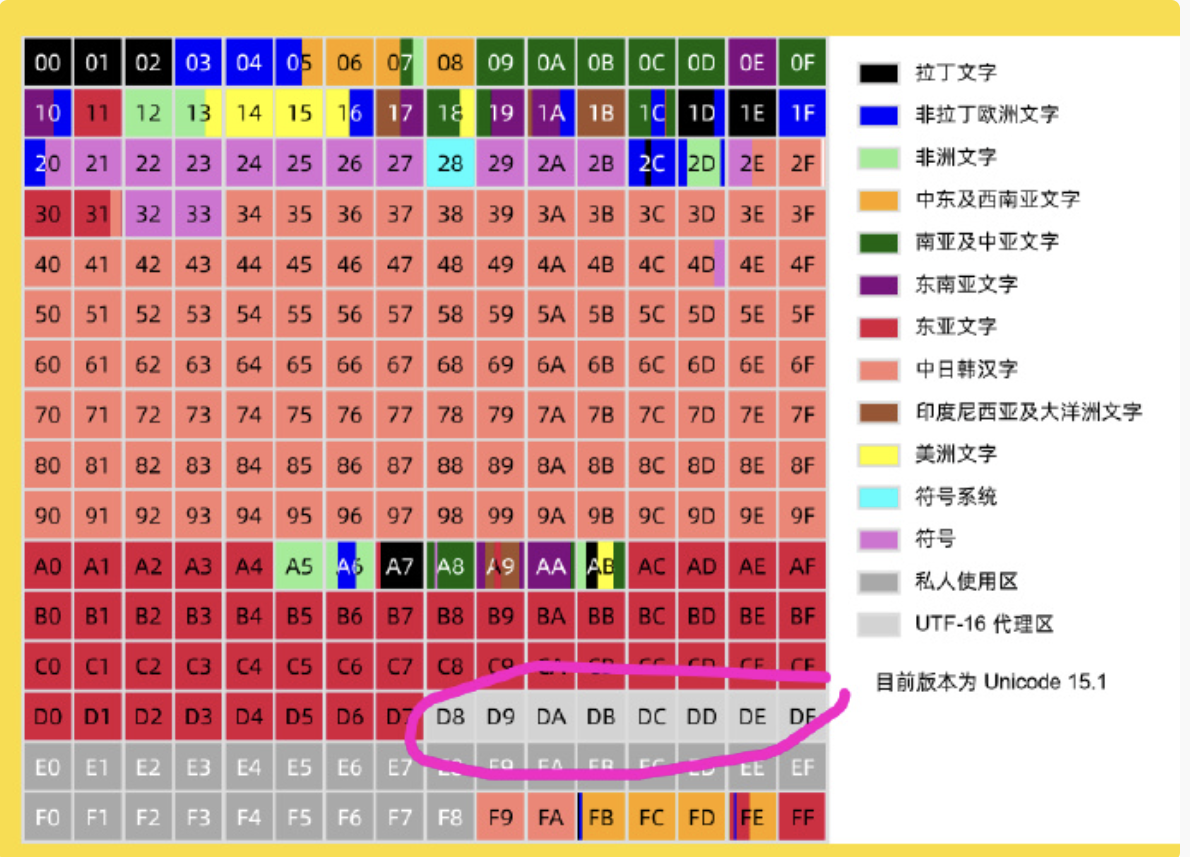 00 01 02 03 04 05 06 07 08 09 0A 0B 0C 0D 0E 0F
10 11 12 13 14 15 16 17 18 19 1A 1B 1C 1D 1E 1F
20 21 22 23 24 25 26 27 28 29 2A 2B 2C 2D 2E 2F
30 31 32 33 34 35 36 37 38 39 3A 3B 3C 3D 3E 3F
40 41 42 43 44 45 46 47 48 49 4A 4B 4C 4D 4E 4F
50 51 52 53 54 55 56 57 58 59 5A 5B 5C 5D 5E 5F
60 61 62 63 64 65 66 67 68 69 6A 6B 6C 6D 6E 6F
70 71 72 73 74 75 76 77 78 79 7A 7B 7C 7D 7E 7F
80 81 82 83 84 85 86 87 88 89 8A 8B 8C 8D 8E 8F
90 91 92 93 94 95 96 97 98 99 9A 9B 9C 9D 9E 9F
A0 A1 A2 A3 A4 A5 A6 A7 A8 A9 AA AB AC AD AE AF
B0 B1 B2 B3 B4 B5 B6 B7 B8 B9 BA BB BC BD BE BF
C0 C1 C2 C3 C4 C5 C6 C7 C8 C9 CA CB CC CD CE CF
D0 D1 D2 D3 D4 D5 D6 D7 D8 D9 DA DB DC DD DE DF
E0 E1 E2 E3 E4 E5 E6 E7 E8 E9 EA EB EC ED EE EF
F0 F1 F2 F3 F4 F5 F6 F7 F8 F9 FA FB FC FD FE FF
拉丁文字
非拉丁欧洲文字
非洲文字
中东及西南亚文字
南亚及中亚文字
东南亚文字
东亚文字
中日韩汉字
印度尼西亚及大洋洲文字
美洲文字
符号系统
符号
私人使用区
UTF-16 代理区
目前版本为 Unicode 15.1